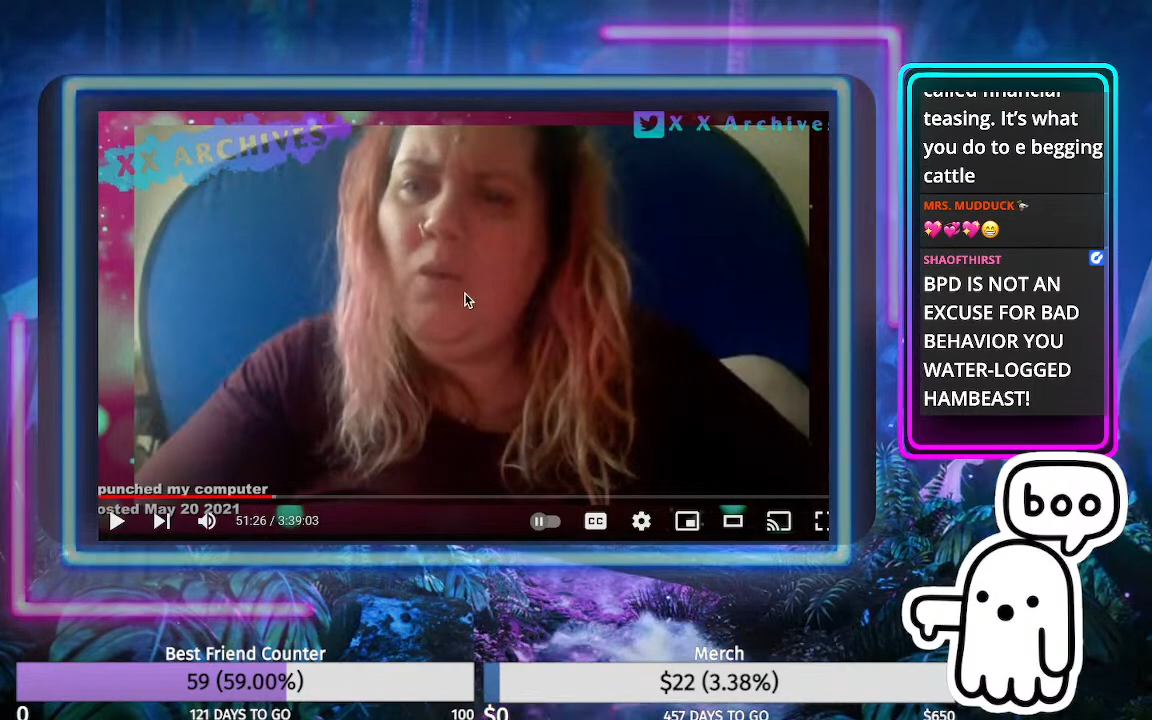 XX ARCHIVES
X X Archive
punched my computer
osted May 20 2021
51:26 / 3:39:03
CC
called financial
teasing. It’s what
you do to e begging
cattle
MRS. MUDDUCK
SHAOFTHIRST
BPD IS NOT AN
EXCUSE FOR BAD
BEHAVIOR YOU
WATER-LOGGED
HAMBEAST!
boo
Best Friend Counter
59 (59.00%)
0
121 DAYS TO GO
100
Merch
$22 (3.38%)
$0
457 DAYS TO GO
$650